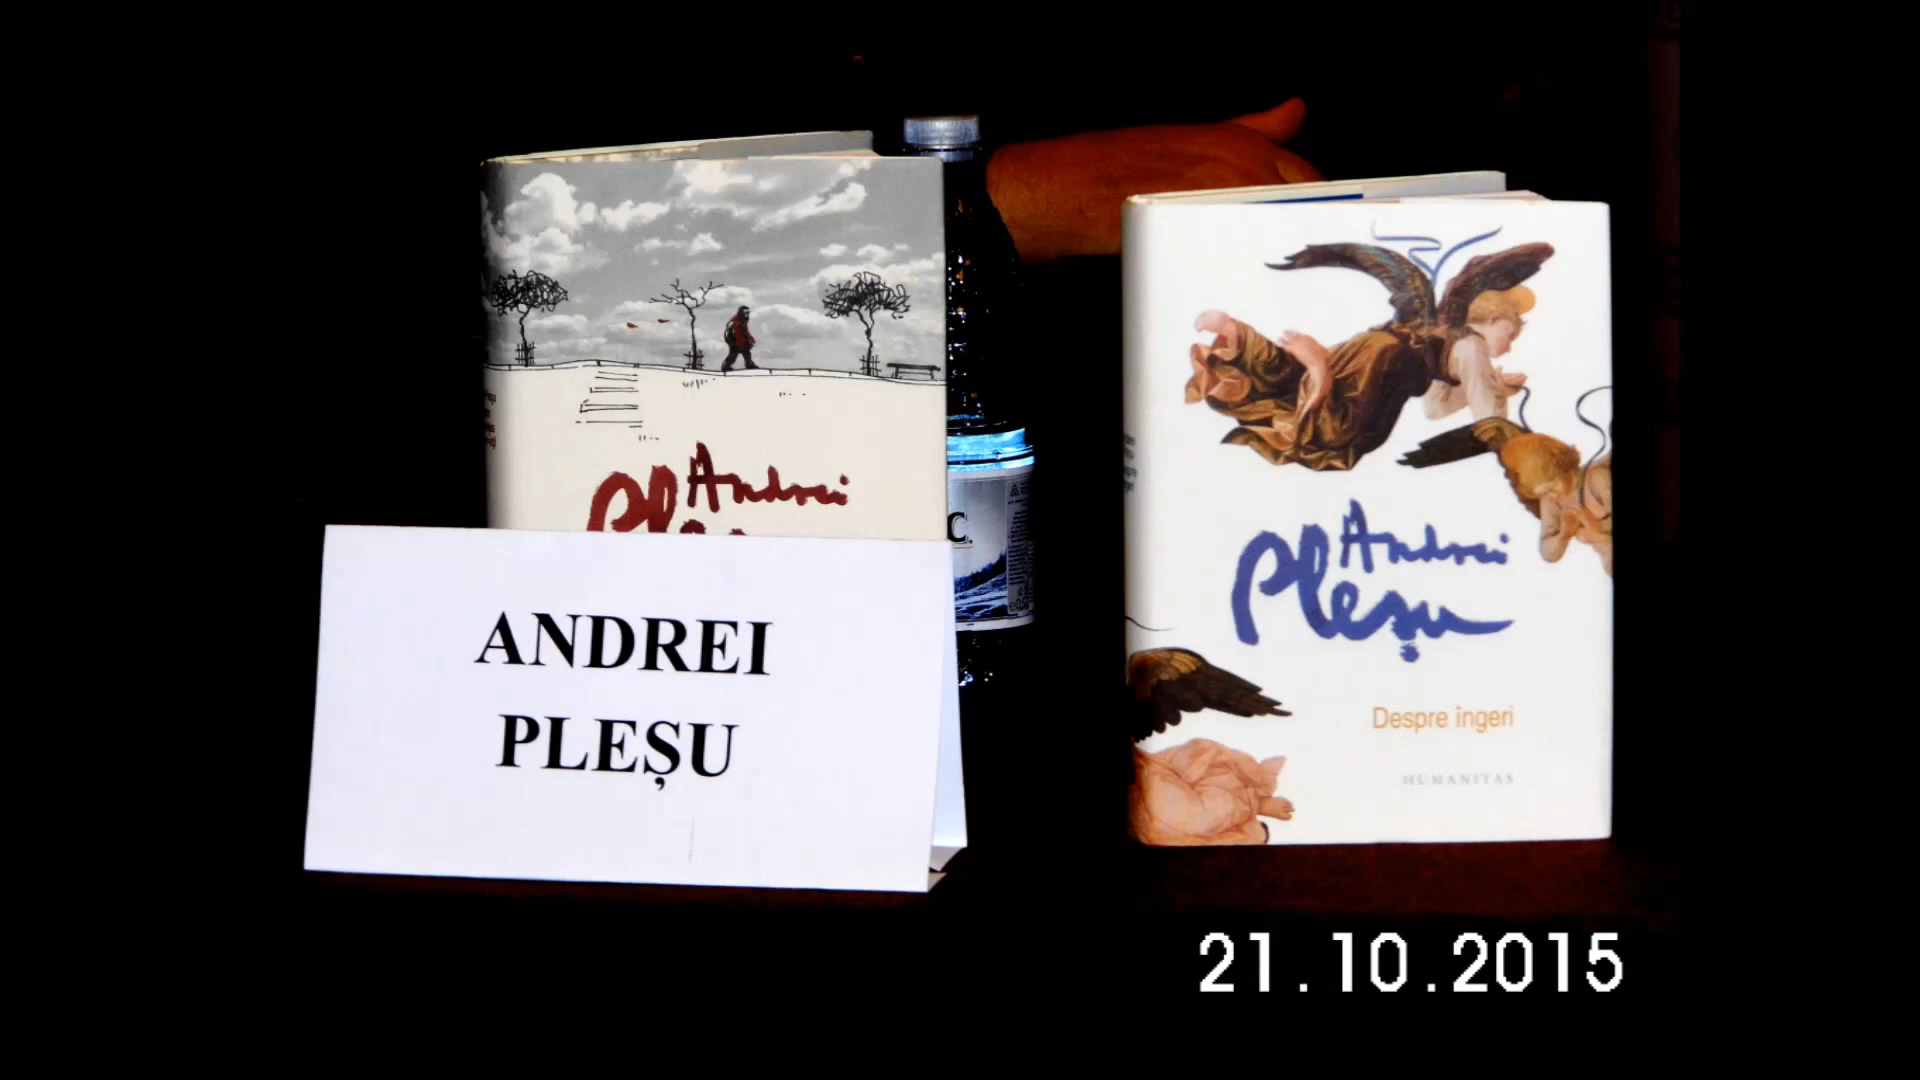 Andrei
ANDREI
PLEȘU
Andrei
Pleșu
Despre îngeri
HUMANITAS
21.10.2015